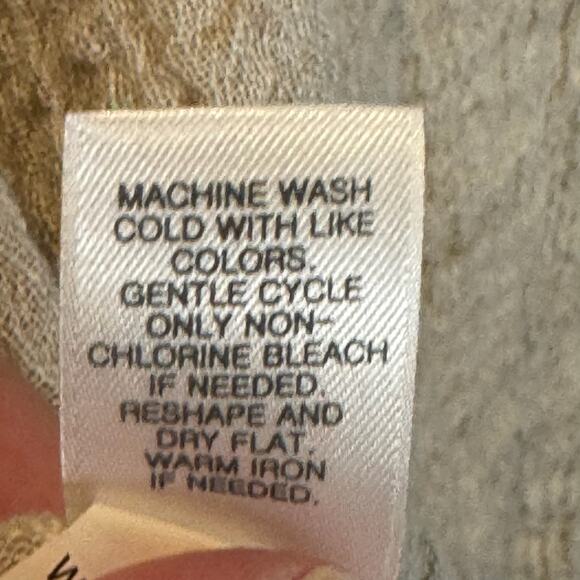 MACHINE WASH
COLD WITH LIKE
COLORS.
GENTLE CYCLE
ONLY NON-
CHLORINE BLEACH
IF NEEDED.
RESHAPE AND
DRY FLAT.
WARM IRON
IF NEEDED.